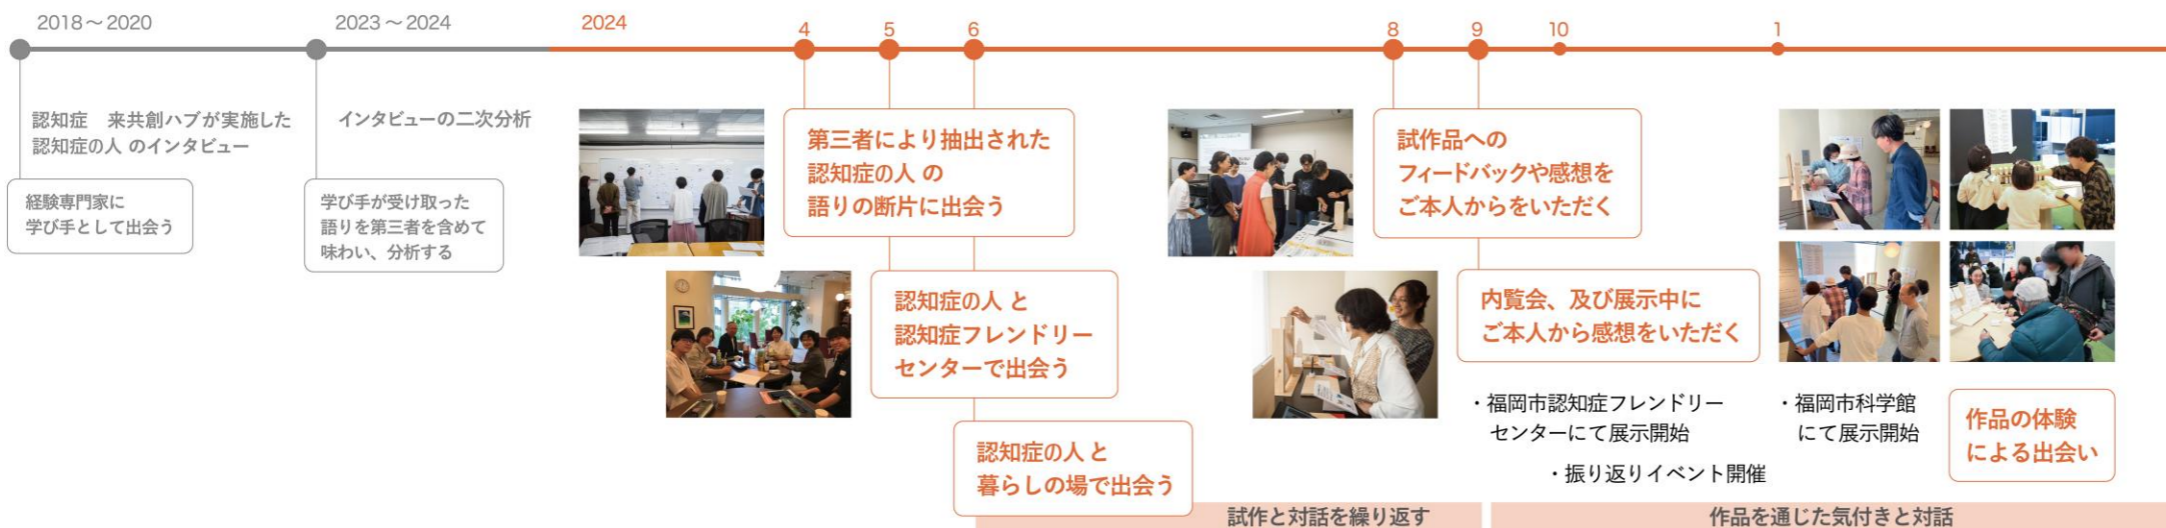 2018～2020
2023～2024
2024
4
5
6
8
9
10
1
認知症　来共創ハブが実施した
認知症の人 のインタビュー
経験専門家に
学び手として出会う
インタビューの二次分析
学び手が受け取った
語りを第三者を含めて
味わい、分析する
第三者により抽出された
認知症の人 の
語りの断片に出会う
認知症の人 と
認知症フレンドリー
センターで出会う
認知症の人 と
暮らしの場で出会う
試作品への
フィードバックや感想を
ご本人からをいただく
内覧会、及び展示中に
ご本人から感想をいただく
・福岡市認知症フレンドリー
センターにて展示開始
・振り返りイベント開催
・福岡市科学館
にて展示開始
作品の体験
による出会い
試作と対話を繰り返す
作品を通じた気付きと対話